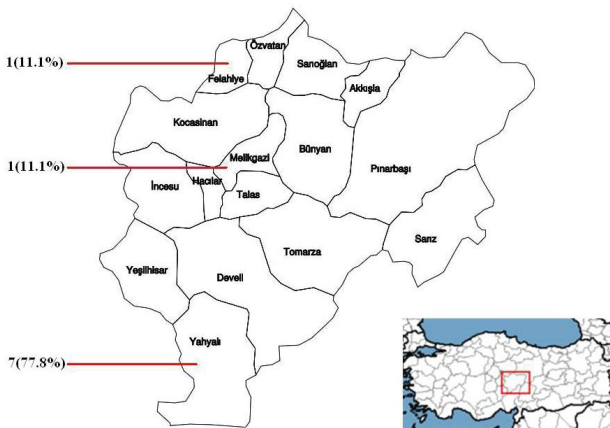 Özvatan
1(11.1%)
Sarıoğlan
Felahiye
Akkışla
Kocasinan
Bünyan
Melikgazi
1(11.1%)
Pınarbaşı
Hacılar
İncesu
Talas
Sarız
Tomarza
Yeşilhisar
Develi
Yahyalı
7(77.8%)